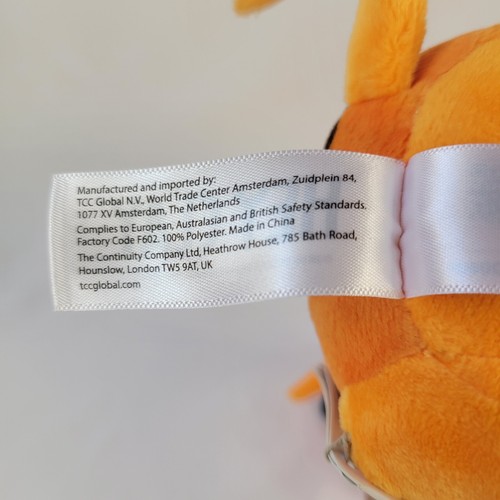 Manufactured and imported by:
TCC Global N.V., World Trade Center Amsterdam, Zuidplein 84,
1077 XV Amsterdam, The Netherlands
Complies to European, Australasian and British Safety Standards.
Factory Code F602. 100% Polyester. Made in China
The Continuity Company Ltd, Heathrow House, 785 Bath Road,
Hounslow, London TW5 9AT, UK
tccglobal.com